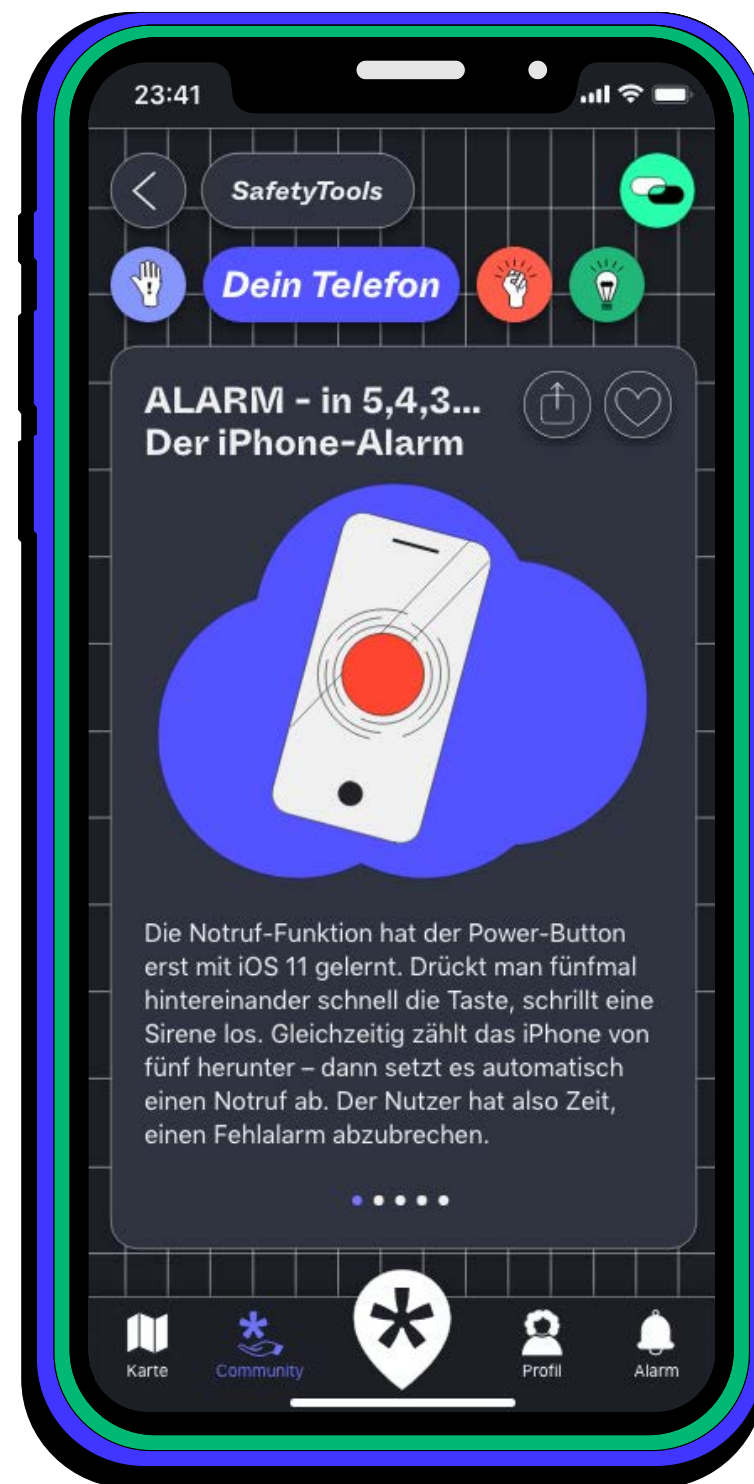 23:41
SafetyTools
Dein Telefon
ALARM - in 5,4,3...
Der iPhone-Alarm
Die Notruf-Funktion hat der Power-Button
erst mit iOS 11 gelernt. Drückt man fünfmal
hintereinander schnell die Taste, schrillt eine
Sirene los. Gleichzeitig zählt das iPhone von
fünf herunter – dann setzt es automatisch
einen Notruf ab. Der Nutzer hat also Zeit,
einen Fehlalarm abzubrechen.
Karte
Community
Profil
Alarm